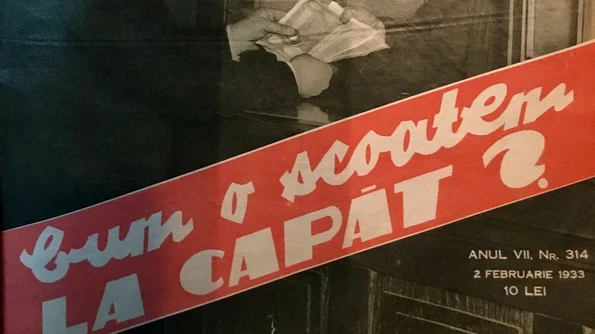 cum o scoatem
LA CAPĂT ?
ANUL VII, Nr. 314
2 FEBRUARIE 1933
10 LEI